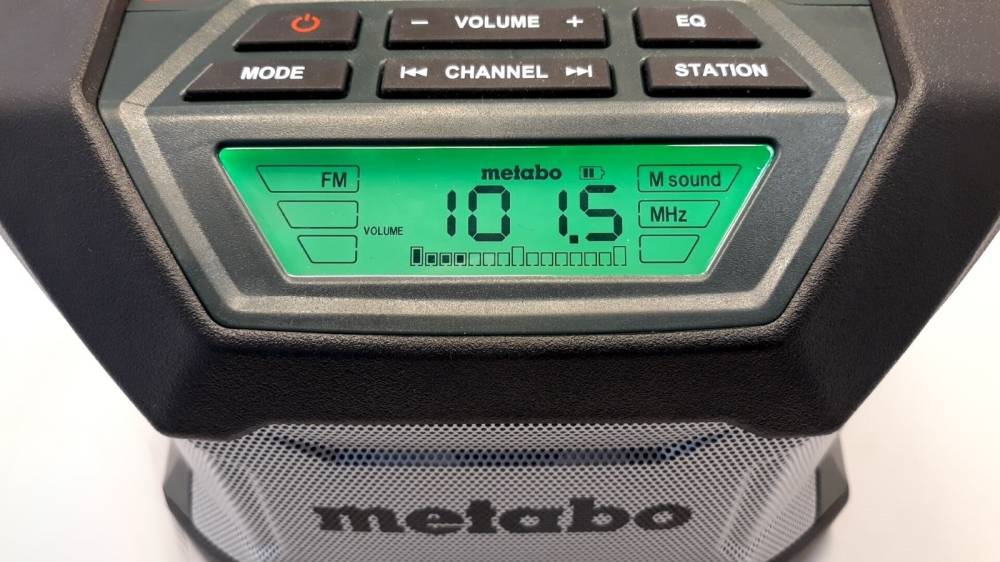 - VOLUME + EQ
MODE CHANNEL STATION
metabo
FM M sound
101.5 MHz
VOLUME
metabo